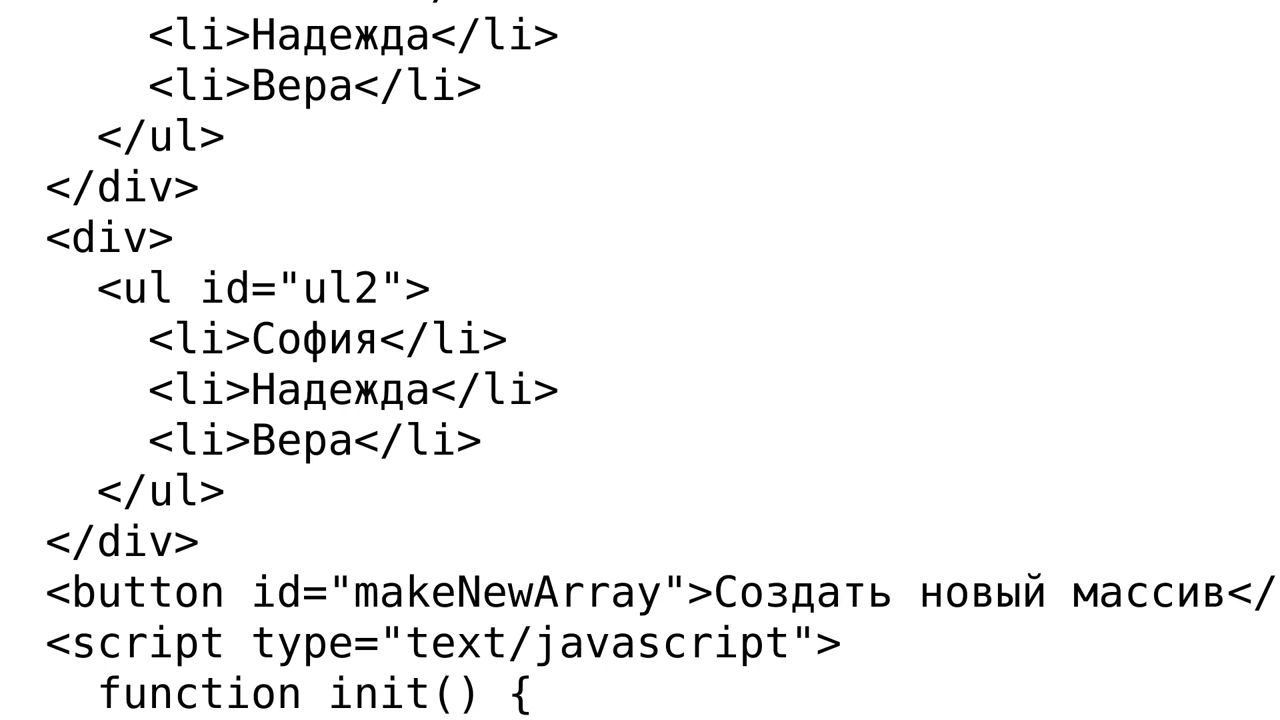 <li>Надежда</li>
<li>Вера</li>
</ul>
</div>
<div>
<ul id="ul2">
<li>София</li>
<li>Надежда</li>
<li>Вера</li>
</ul>
</div>
<button id="makeNewArray">Создать новый массив</
<script type="text/javascript">
function init() {